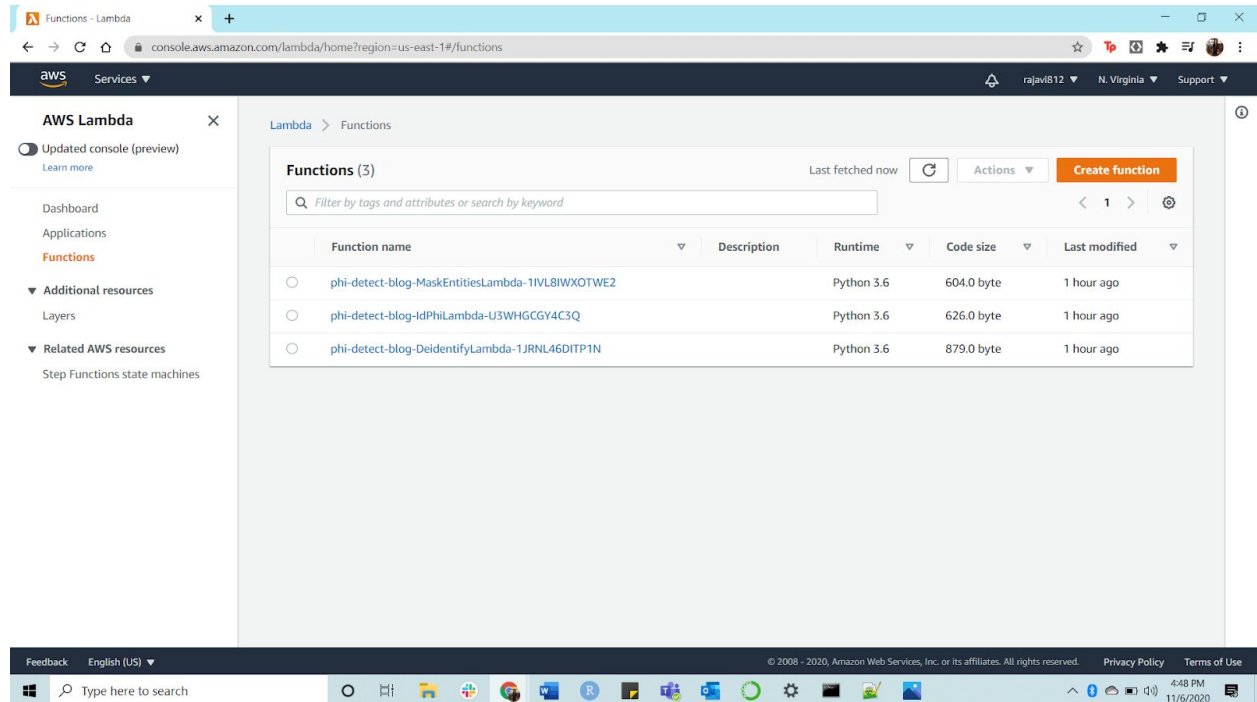 Functions - Lambda
console.aws.amazon.com/lambda/home?region=us-east-1#/functions
Tp
aws Services ▼ rajavi812 ▼ N. Virginia ▼ Support ▼
AWS Lambda
Updated console (preview)
Learn more
Dashboard
Applications
Functions
▼ Additional resources
Layers
▼ Related AWS resources
Step Functions state machines
Lambda > Functions
Functions (3) Last fetched now Actions ▼ Create function
Filter by tags and attributes or search by keyword < 1 >
Function name Description Runtime Code size Last modified
phi-detect-blog-MaskEntitiesLambda-1IVL8IWXOTWE2 Python 3.6 604.0 byte 1 hour ago
phi-detect-blog-IdPhiLambda-U3WHGCGY4C3Q Python 3.6 626.0 byte 1 hour ago
phi-detect-blog-DeidentifyLambda-1JRNL46DITP1N Python 3.6 879.0 byte 1 hour ago
Feedback English (US) ▼ © 2008 - 2020, Amazon Web Services, Inc. or its affiliates. All rights reserved. Privacy Policy Terms of Use
Type here to search
4:48 PM
11/6/2020